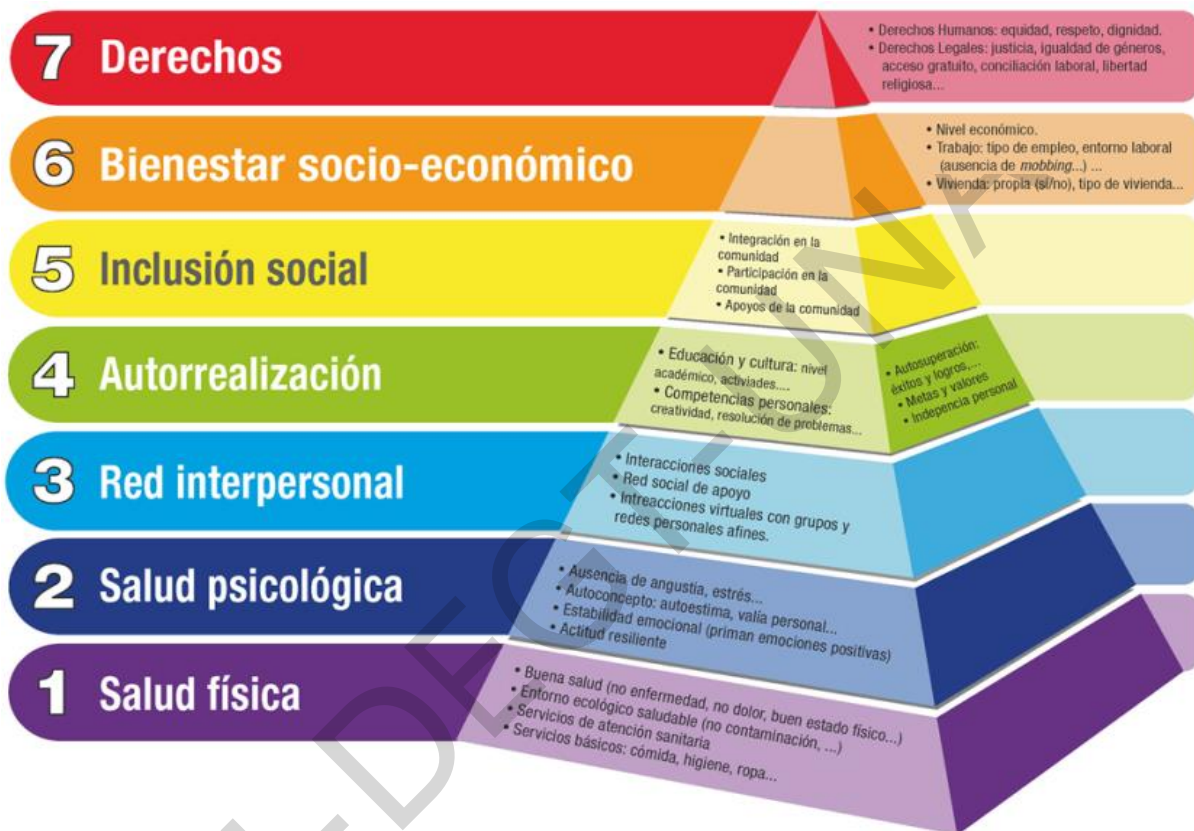 7 Derechos
• Derechos Humanos: equidad, respeto, dignidad.
• Derechos Legales: justicia, igualdad de géneros,
acceso gratuito, conciliación laboral, libertad
religiosa...
6 Bienestar socio-económico
• Nivel económico.
• Trabajo: tipo de empleo, entorno laboral
(ausencia de mobbing...) ...
• Vivienda: propia (sí/no), tipo de vivienda...
5 Inclusión social
• Integración en la
comunidad
• Participación en la
comunidad
• Apoyos de la comunidad
4 Autorrealización
• Educación y cultura: nivel
académico, activiades....
• Competencias personales:
creatividad, resolución de problemas...
• Autosuperación:
éxitos y logros,...
• Metas y valores
• Indepencia personal
3 Red interpersonal
• Interacciones sociales
• Red social de apoyo
• Intreacciones virtuales con grupos y
redes personales afines.
2 Salud psicológica
• Ausencia de angustia, estrés...
• Autoconcepto: autoestima, valía personal...
• Estabilidad emocional (priman emociones positivas)
• Actitud resiliente
1 Salud física
• Buena salud (no enfermedad, no dolor, buen estado físico...)
• Entorno ecológico saludable (no contaminación, ...)
• Servicios de atención sanitaria
• Servicios básicos: cómida, higiene, ropa...